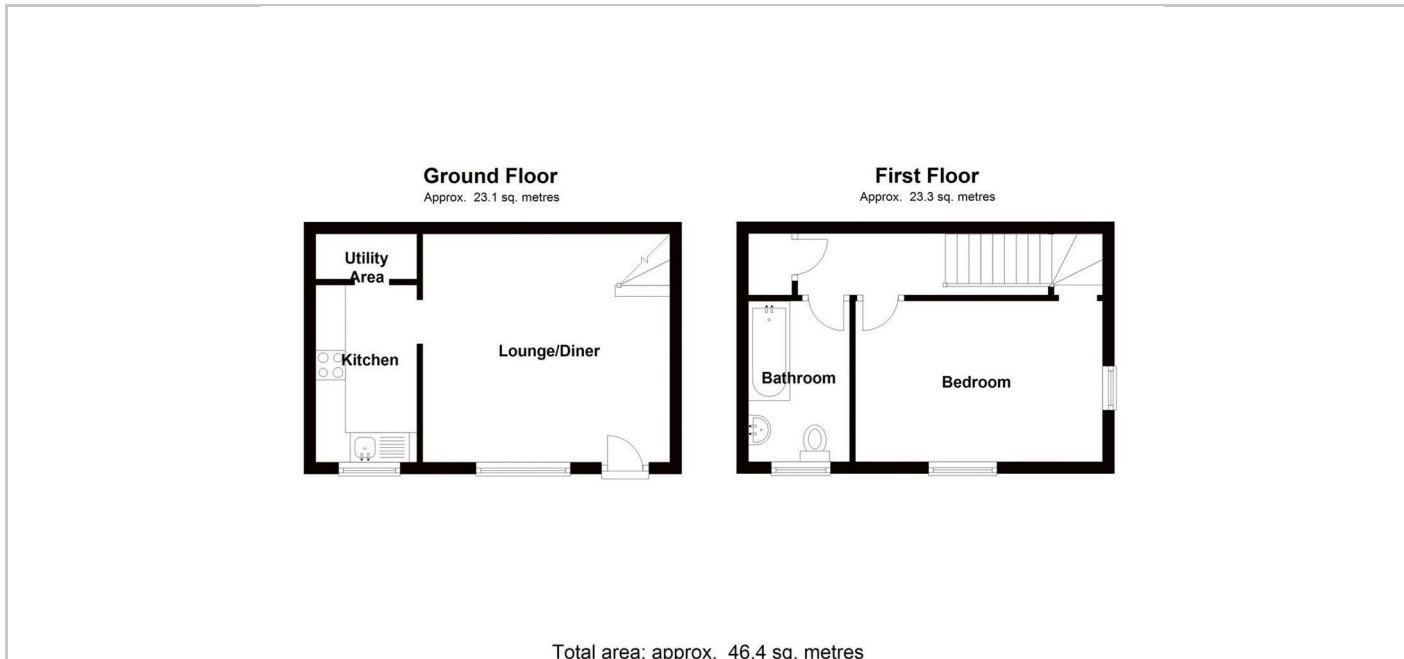 Ground Floor
Approx. 23.1 sq. metres
Utility
Area
Kitchen
Lounge/Diner
First Floor
Approx. 23.3 sq. metres
Bathroom
Bedroom
Total area: approx. 46.4 sq. metres